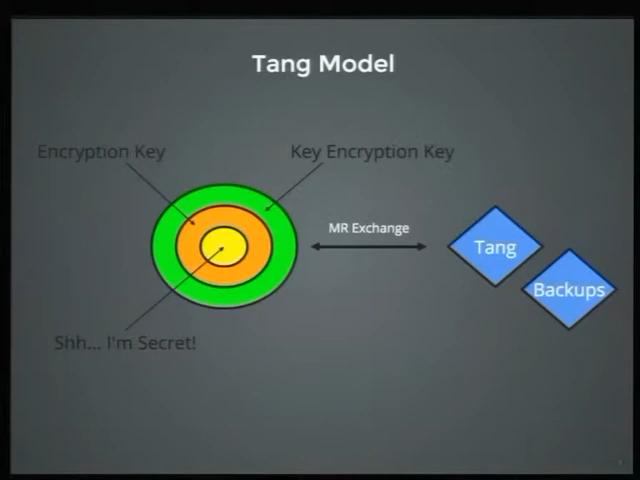 Tang Model
Encryption Key
Key Encryption Key
MR Exchange
Tang
Backups
Shh... I'm Secret!